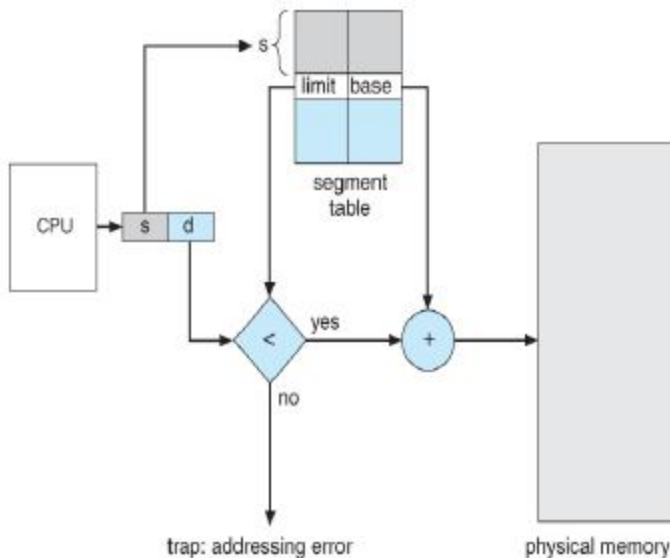 s
limit base
segment
table
CPU
s d
<
yes
+
no
trap: addressing error
physical memory